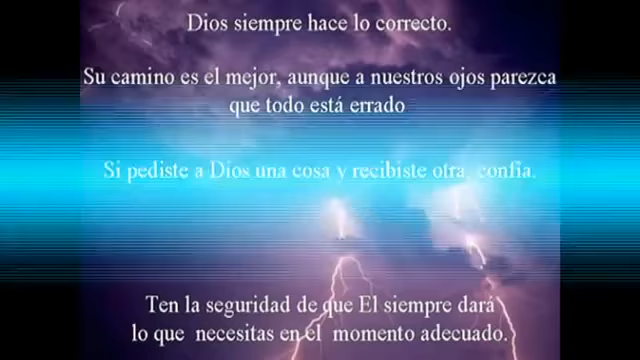 Dios siempre hace lo correcto.
Su camino es el mejor, aunque a nuestros ojos parezca
que todo está errado
Si pediste a Dios una cosa y recibiste otra, confía.
Ten la seguridad de que El siempre dará
lo que necesitas en el momento adecuado.